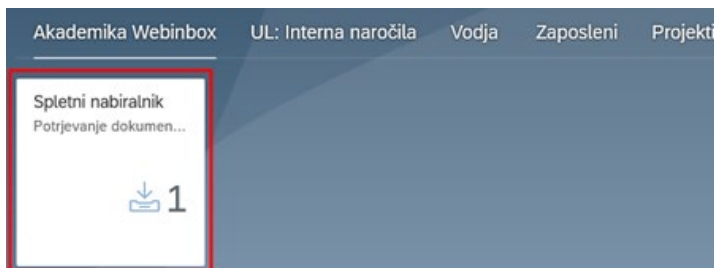 Akademika Webinbox UL: Interna naročila Vodja Zaposleni Projekti
Spletni nabiralnik
Potrjevanje dokumen...
1